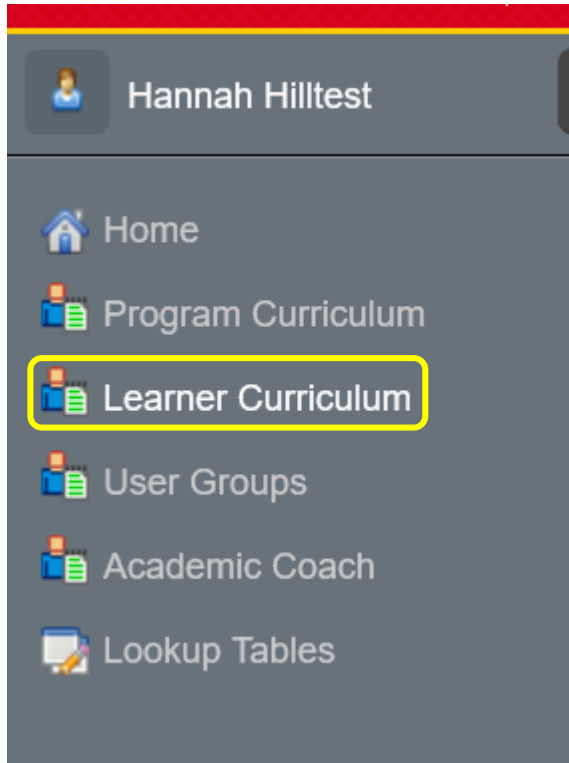 Hannah Hilltest
Home
Program Curriculum
Learner Curriculum
User Groups
Academic Coach
Lookup Tables